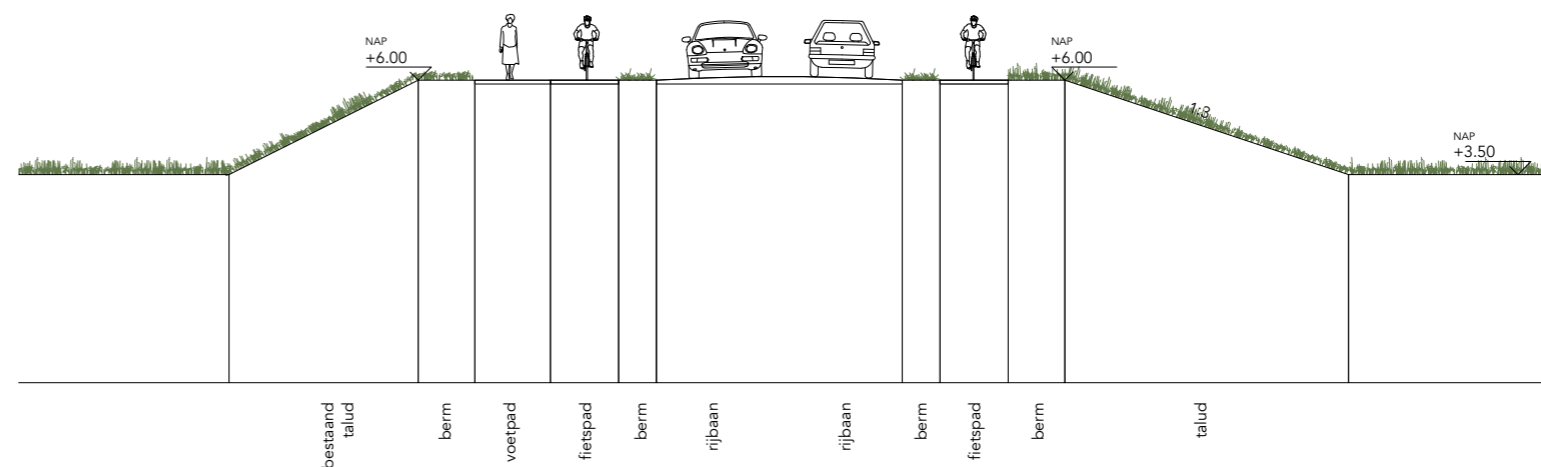 NAP
+6.00
NAP
+6.00
1:3
NAP
+3.50
bestaand
talud
berm
voetpad
fietspad
berm
rijbaan
rijbaan
berm
fietspad
berm
talud